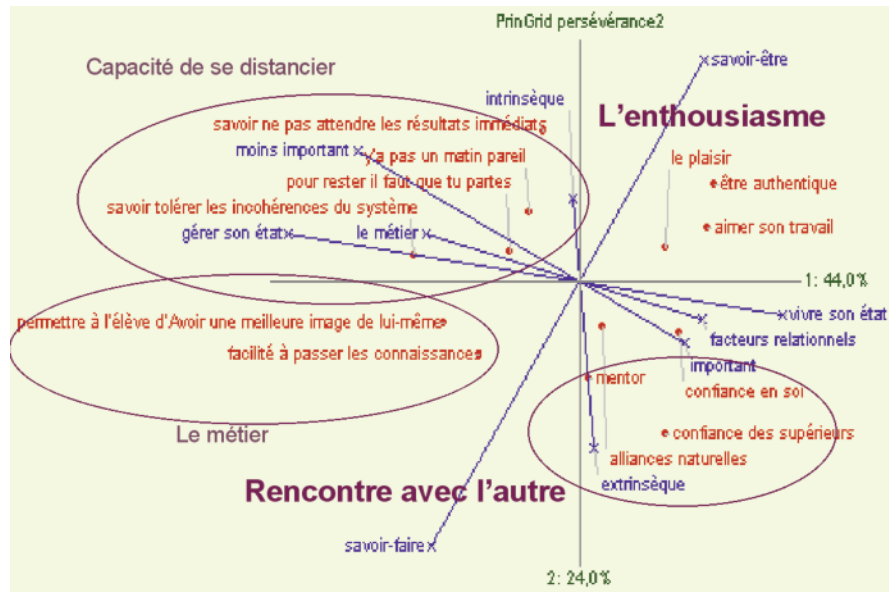 PrinGrid persévérance2
Capacité de se distancier
savoir-être
intrinsèque
L'enthousiasme
savoir ne pas attendre les résultats immédiats
moins important
y'a pas un matin pareil
le plaisir
pour rester il faut que tu partes
être authentique
savoir tolérer les incohérences du système
aimer son travail
gérer son état
le métier
1: 44,0%
permettre à l'élève d'Avoir une meilleure image de lui-même
vivre son état
facteurs relationnels
facilité à passer les connaissances
important
mentor
confiance en soi
Le métier
confiance des supérieurs
alliances naturelles
extrinsèque
Rencontre avec l'autre
savoir-faire
2: 24,0%